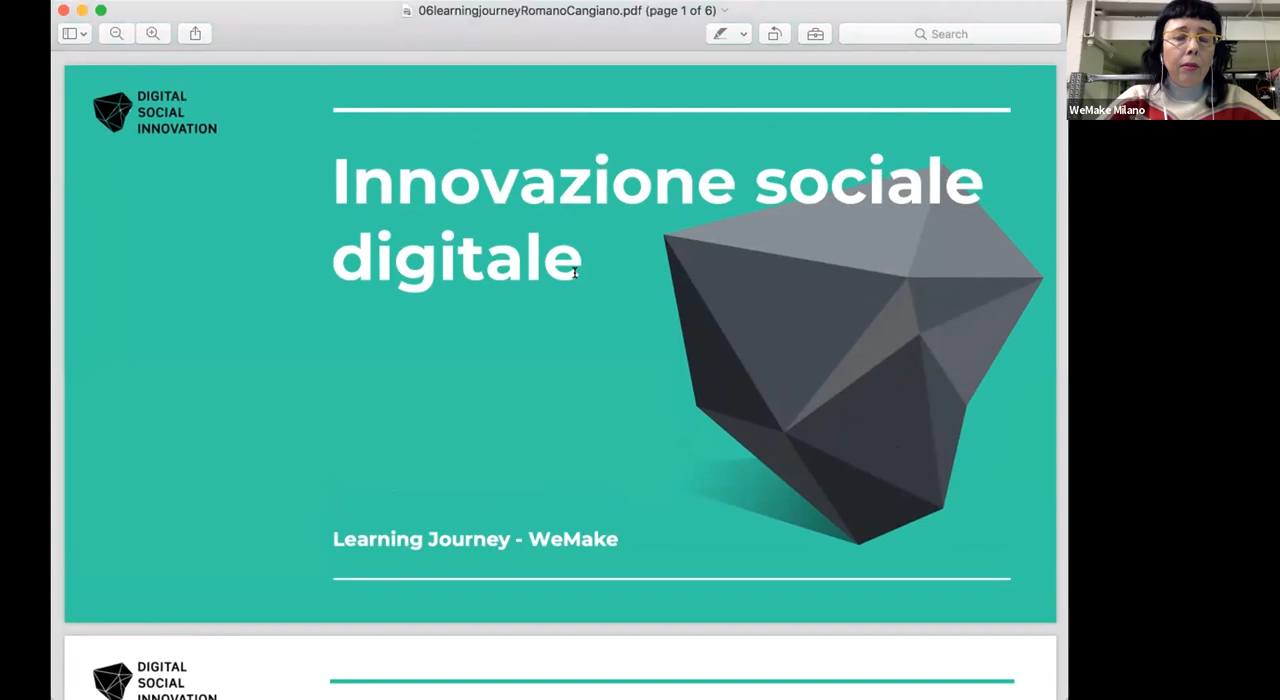 06learningjourneyRomanoCangiano.pdf (page 1 of 6)
Search
WeMake Milano
DIGITAL
SOCIAL
INNOVATION
Innovazione sociale
digitale
Learning Journey - WeMake
DIGITAL
SOCIAL
INNOVATION